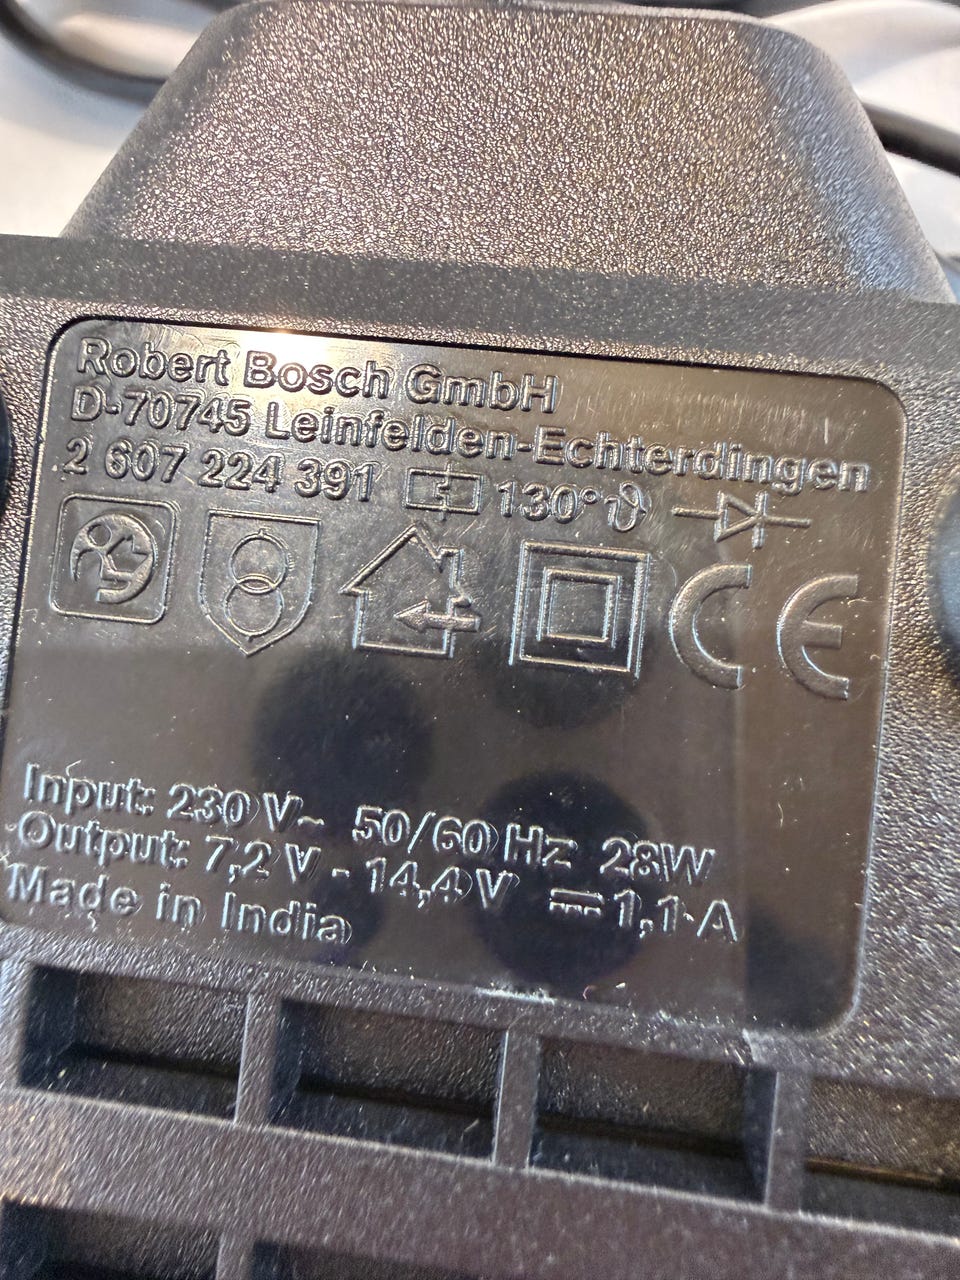 Robert Bosch GmbH
D-70745 Leinfelden-Echterdingen
2 607 224 391 130°
CE
Input: 230 V~ 50/60 Hz 28W
Output: 7,2 V - 14,4 V ⎓ 1,1 A
Made in India